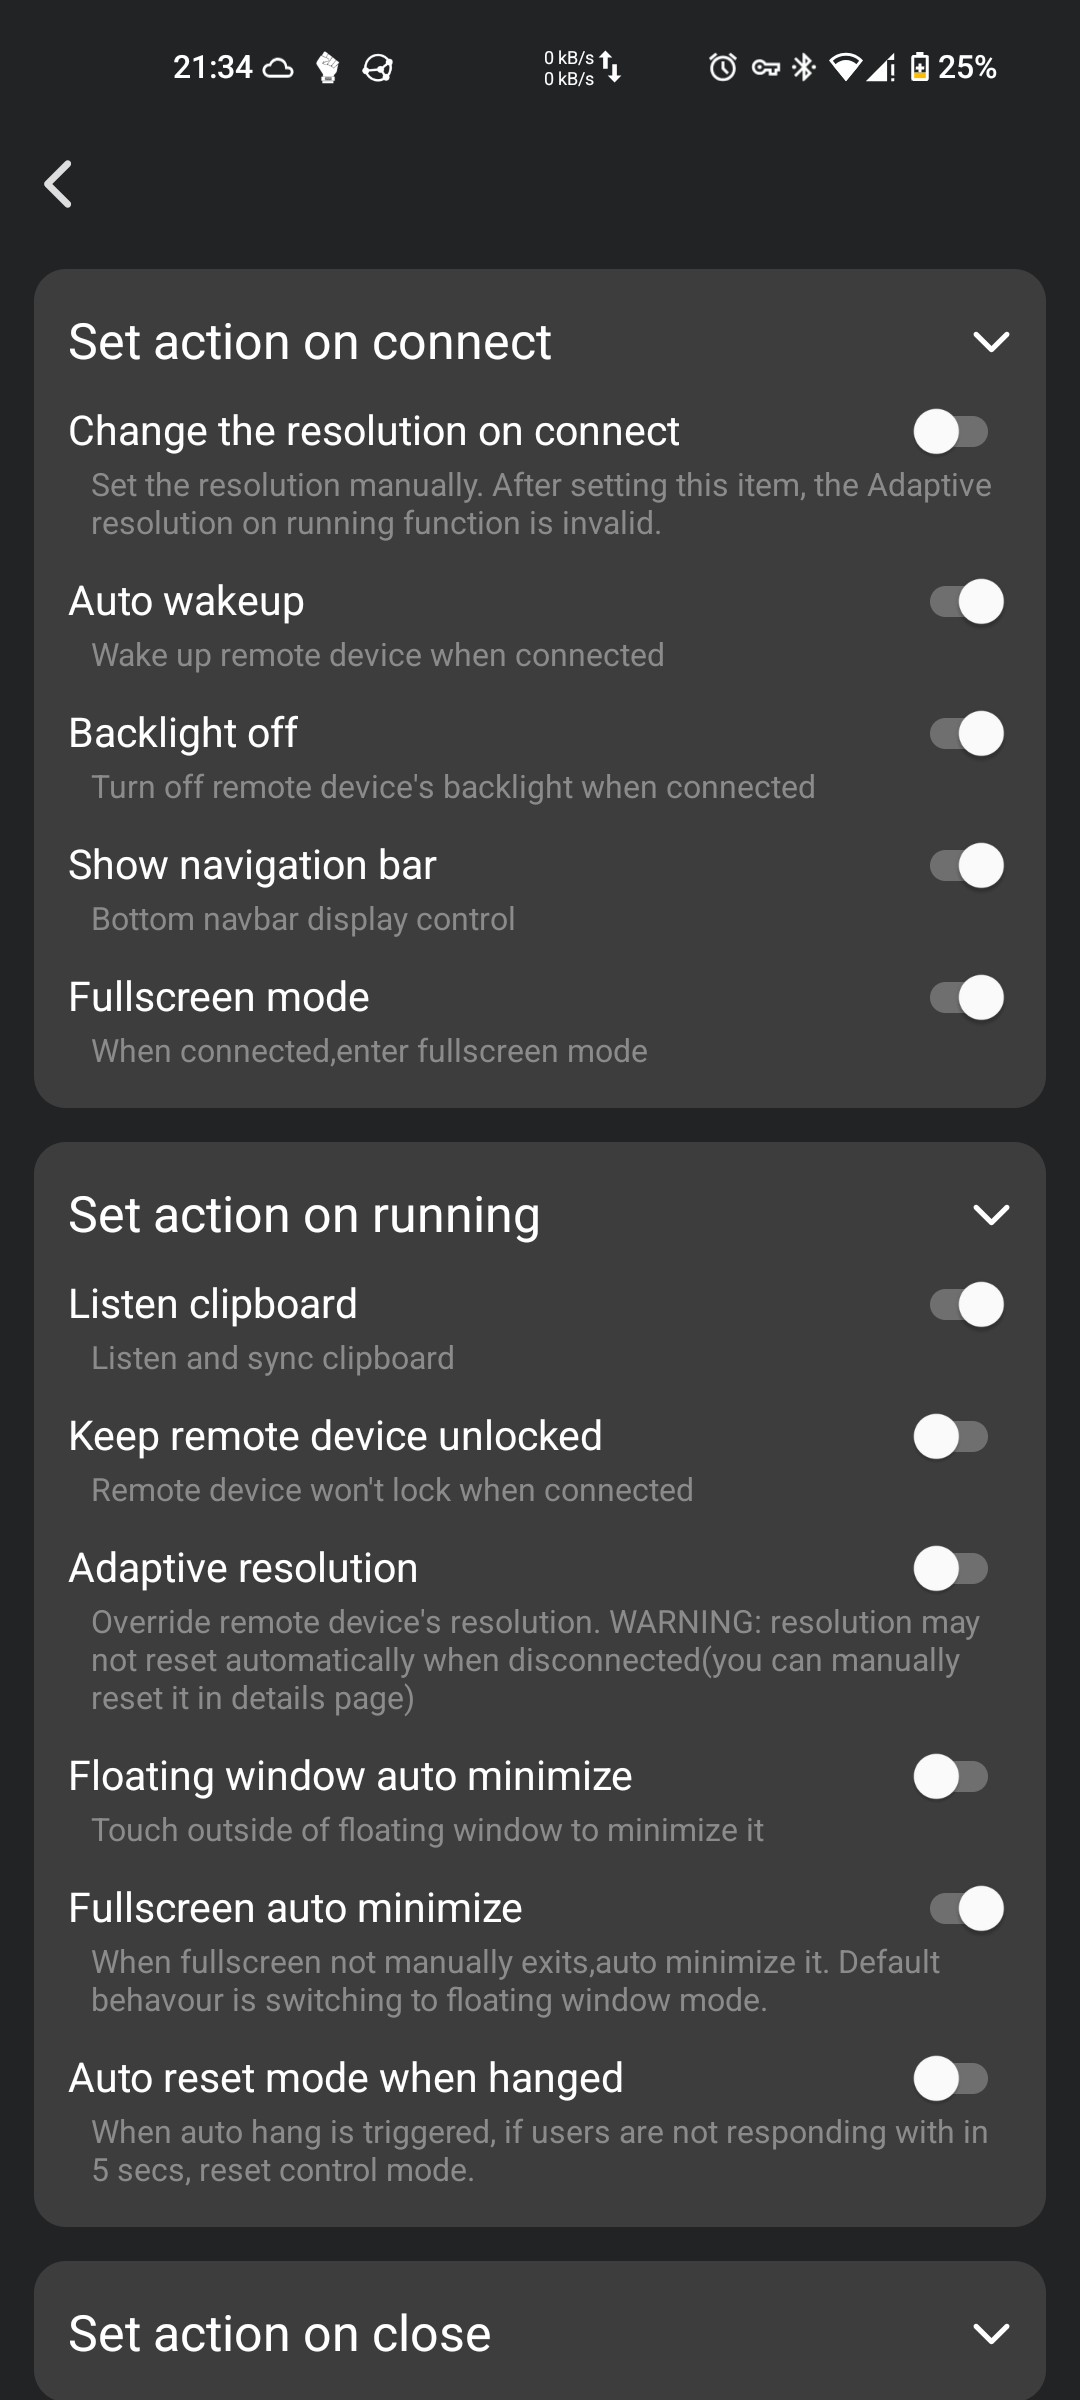 21:34
0 kB/s
0 kB/s
25%
Set action on connect
Change the resolution on connect
Set the resolution manually. After setting this item, the Adaptive
resolution on running function is invalid.
Auto wakeup
Wake up remote device when connected
Backlight off
Turn off remote device's backlight when connected
Show navigation bar
Bottom navbar display control
Fullscreen mode
When connected,enter fullscreen mode
Set action on running
Listen clipboard
Listen and sync clipboard
Keep remote device unlocked
Remote device won't lock when connected
Adaptive resolution
Override remote device's resolution. WARNING: resolution may
not reset automatically when disconnected(you can manually
reset it in details page)
Floating window auto minimize
Touch outside of floating window to minimize it
Fullscreen auto minimize
When fullscreen not manually exits,auto minimize it. Default
behavour is switching to floating window mode.
Auto reset mode when hanged
When auto hang is triggered, if users are not responding with in
5 secs, reset control mode.
Set action on close